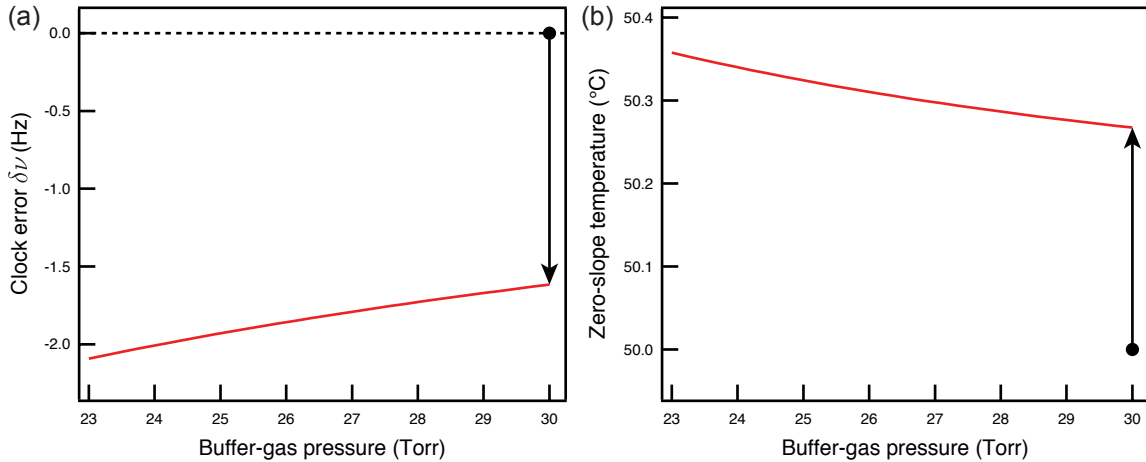 (a)
Clock error δν (Hz)
0.0
-0.5
-1.0
-1.5
-2.0
23 24 25 26 27 28 29 30
Buffer-gas pressure (Torr)
(b)
Zero-slope temperature (°C)
50.4
50.3
50.2
50.1
50.0
23 24 25 26 27 28 29 30
Buffer-gas pressure (Torr)